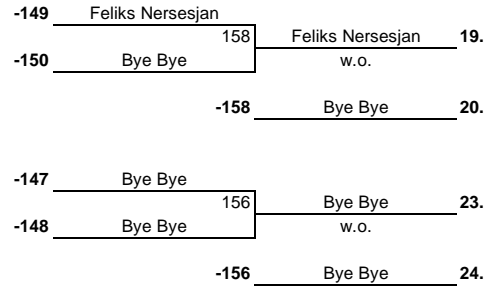 -149 Feliks Nersesjan
158 Feliks Nersesjan 19.
-150 Bye Bye w.o.
-158 Bye Bye 20.
-147 Bye Bye
156 Bye Bye 23.
-148 Bye Bye w.o.
-156 Bye Bye 24.